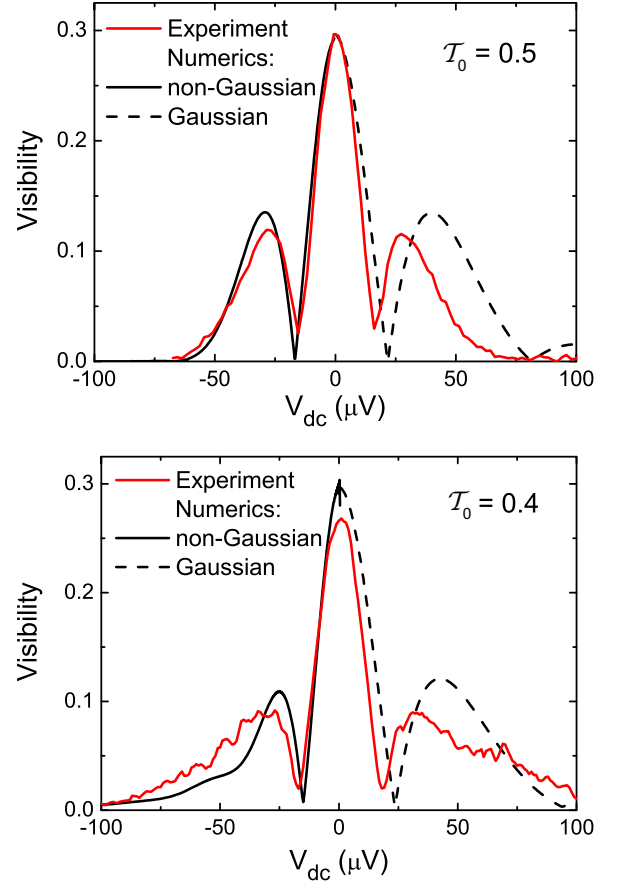 0.3
Experiment
Numerics:
non-Gaussian
Gaussian
𝒯₀ = 0.5
0.2
Visibility
0.1
0.0
-100 -50 0 50 100
V_dc (μV)
0.3
Experiment
Numerics:
non-Gaussian
Gaussian
𝒯₀ = 0.4
0.2
Visibility
0.1
0.0
-100 -50 0 50 100
V_dc (μV)